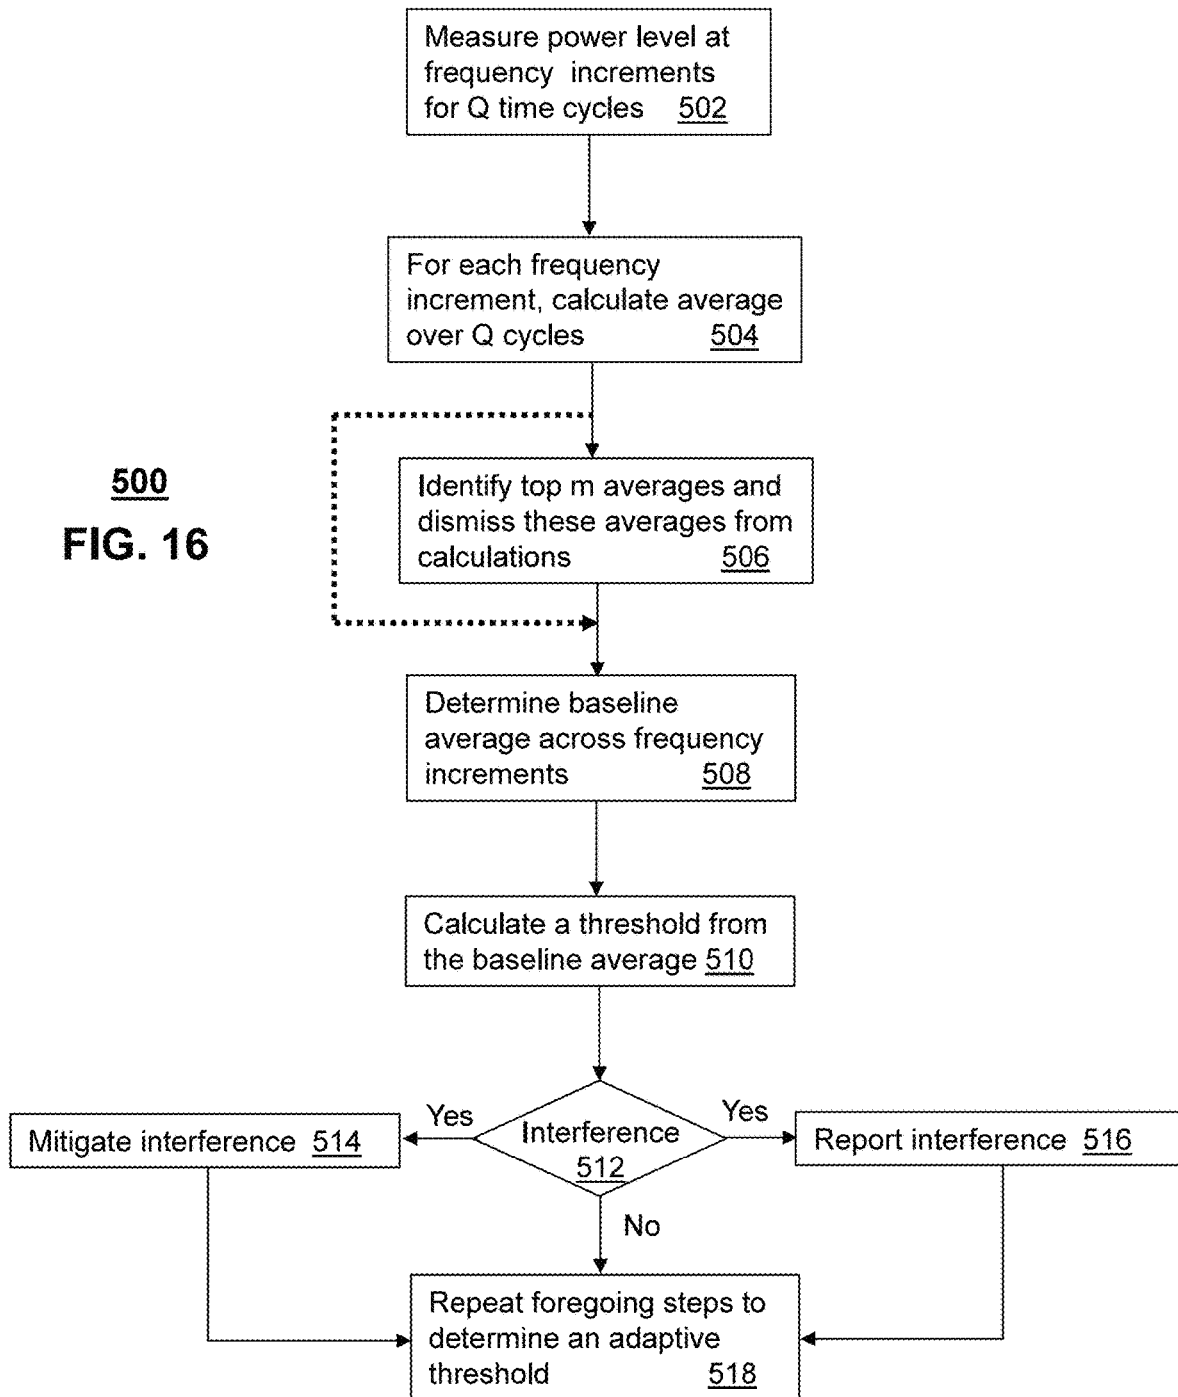 Measure power level at
frequency increments
for Q time cycles 502
For each frequency
increment, calculate average
over Q cycles 504
500
FIG. 16
Identify top m averages and
dismiss these averages from
calculations 506
Determine baseline
average across frequency
increments 508
Calculate a threshold from
the baseline average 510
Yes
Yes
Mitigate interference 514
Interference
512
Report interference 516
No
Repeat foregoing steps to
determine an adaptive
threshold 518